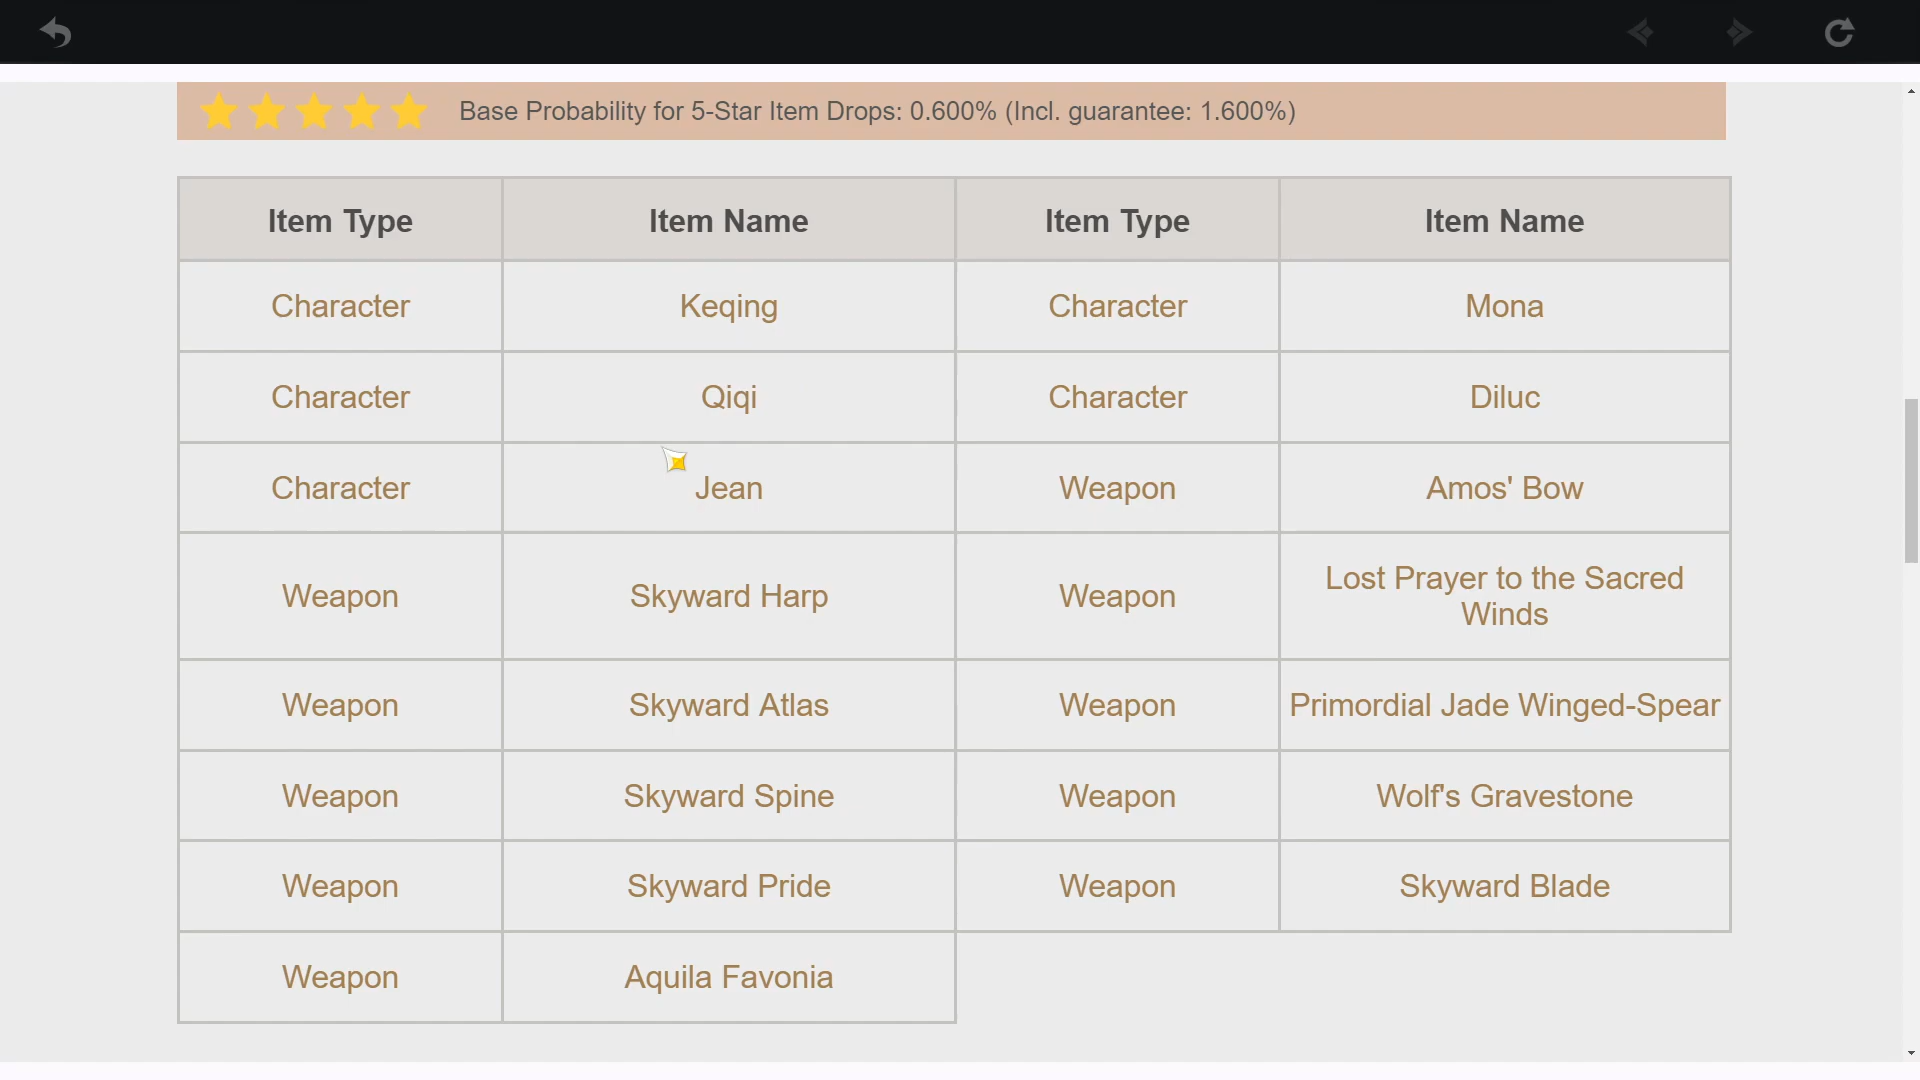 Base Probability for 5-Star Item Drops: 0.600% (Incl. guarantee: 1.600%)
Item Type Item Name Item Type Item Name
Character Keqing Character Mona
Character Qiqi Character Diluc
Character Jean Weapon Amos' Bow
Weapon Skyward Harp Weapon Lost Prayer to the Sacred
Winds
Weapon Skyward Atlas Weapon Primordial Jade Winged-Spear
Weapon Skyward Spine Weapon Wolf's Gravestone
Weapon Skyward Pride Weapon Skyward Blade
Weapon Aquila Favonia